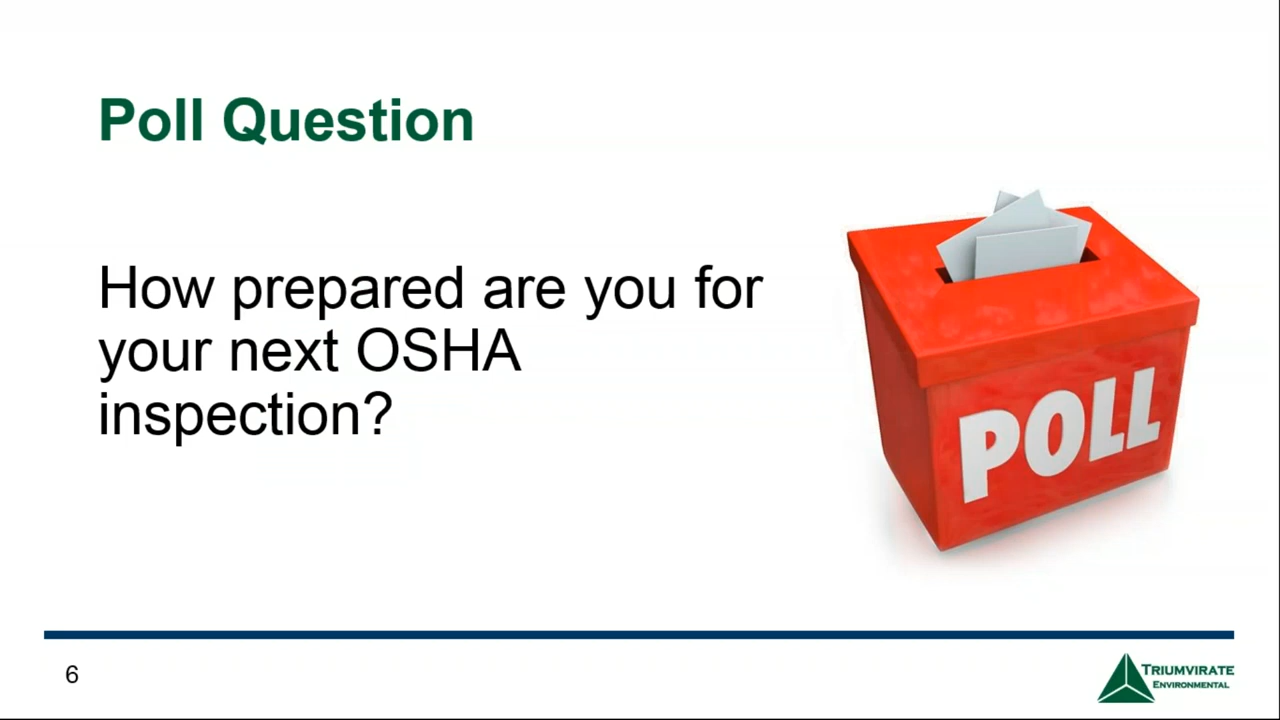 Poll Question
How prepared are you for
your next OSHA
inspection?
POLL
6
TRIUMVIRATE
ENVIRONMENTAL